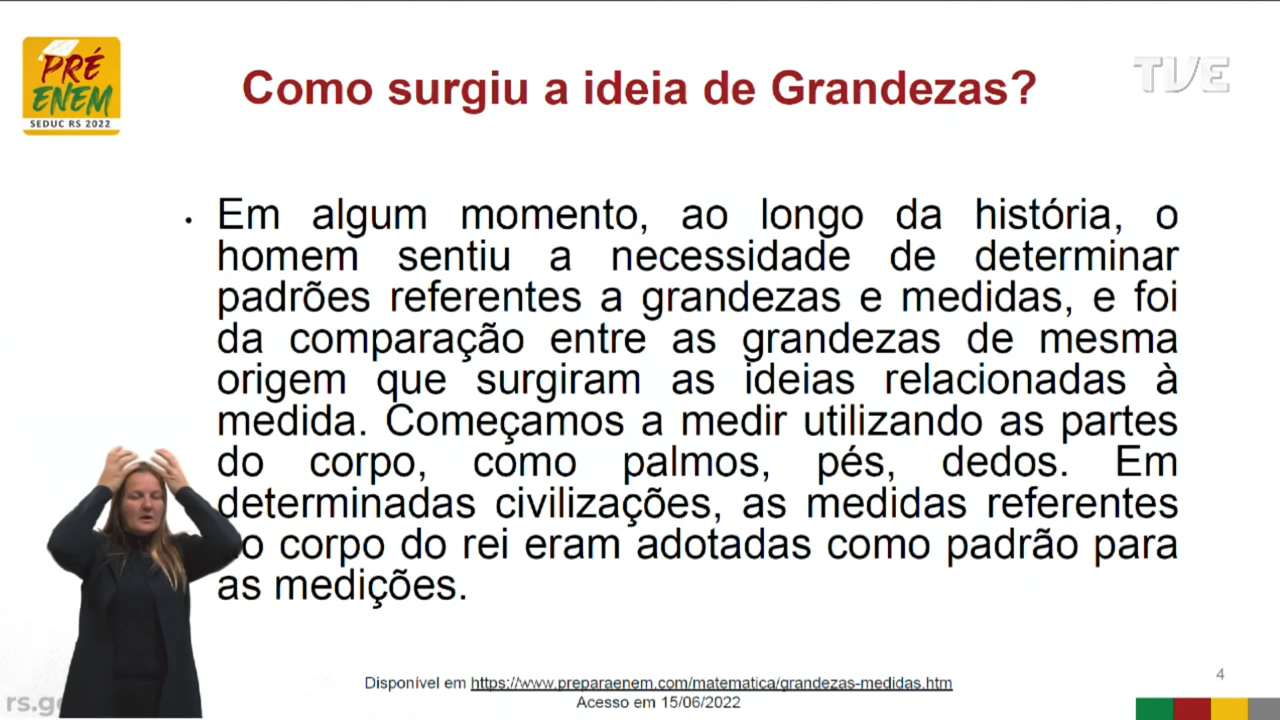 PRÉ
ENEM
SEDUC RS 2022
Como surgiu a ideia de Grandezas?
TVE
• Em algum momento, ao longo da história, o
homem sentiu a necessidade de determinar
padrões referentes a grandezas e medidas, e foi
da comparação entre as grandezas de mesma
origem que surgiram as ideias relacionadas à
medida. Começamos a medir utilizando as partes
do corpo, como palmos, pés, dedos. Em
determinadas civilizações, as medidas referentes
o corpo do rei eram adotadas como padrão para
as medições.
Disponível em https://www.preparaenem.com/matematica/grandezas-medidas.htm
Acesso em 15/06/2022
4